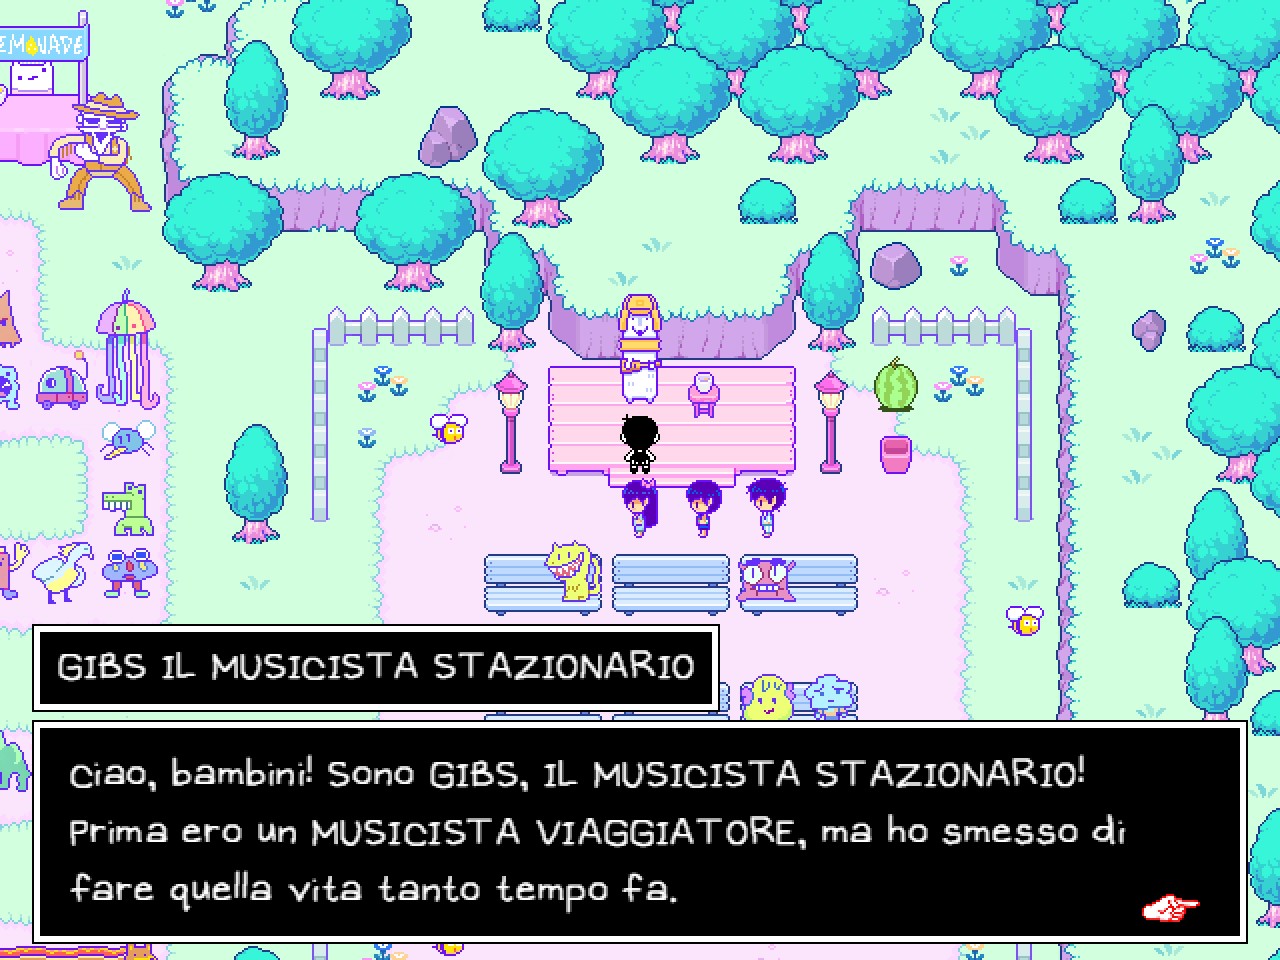 EMONADE
GIBS IL MUSICISTA STAZIONARIO
Ciao, bambini! Sono GIBS, IL MUSICISTA STAZIONARIO!
Prima ero un MUSICISTA VIAGGIATORE, ma ho smesso di
fare quella vita tanto tempo fa.